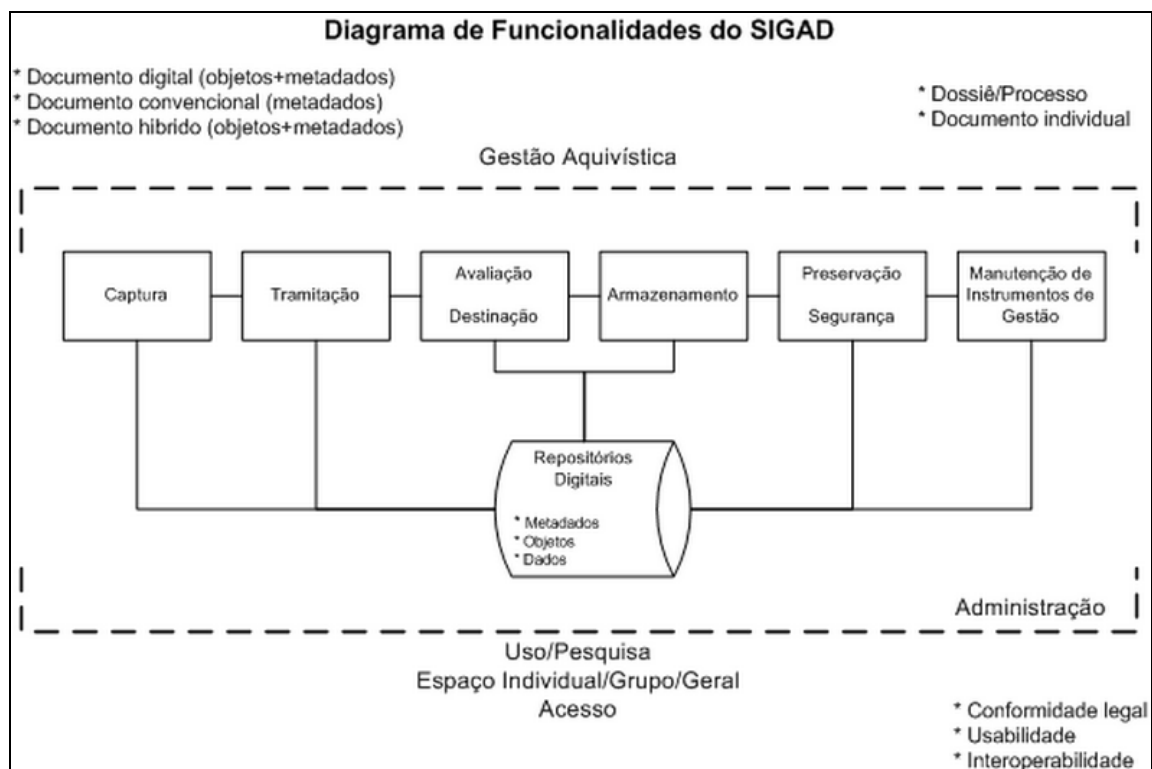 Diagrama de Funcionalidades do SIGAD
* Documento digital (objetos+metadados)
* Documento convencional (metadados)
* Documento hibrido (objetos+metadados)
* Dossiê/Processo
* Documento individual
Gestão Aquivística
Captura
Tramitação
Avaliação
Destinação
Armazenamento
Preservação
Segurança
Manutenção de
Instrumentos de
Gestão
Repositórios
Digitais
* Metadados
* Objetos
* Dados
Administração
Uso/Pesquisa
Espaço Individual/Grupo/Geral
Acesso
* Conformidade legal
* Usabilidade
* Interoperabilidade